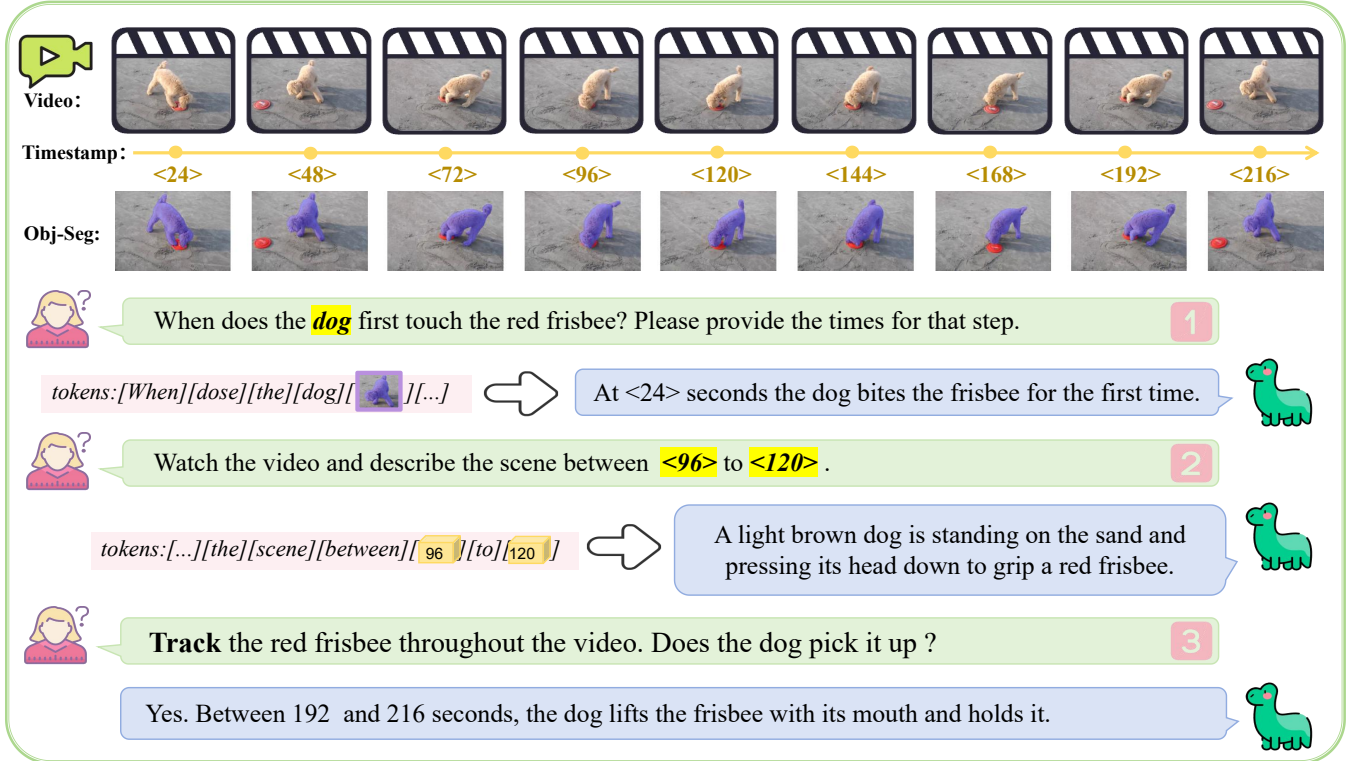 Video:
Timestamp:
<24> <48> <72> <96> <120> <144> <168> <192> <216>
Obj-Seg:
?
When does the dog first touch the red frisbee? Please provide the times for that step.
1
tokens:[When][dose][the][dog][ ][...]
At <24> seconds the dog bites the frisbee for the first time.
?
Watch the video and describe the scene between <96> to <120> .
2
tokens:[...][the][scene][between][ 96 ][to][ 120 ]
A light brown dog is standing on the sand and
pressing its head down to grip a red frisbee.
?
Track the red frisbee throughout the video. Does the dog pick it up ?
3
Yes. Between 192 and 216 seconds, the dog lifts the frisbee with its mouth and holds it.